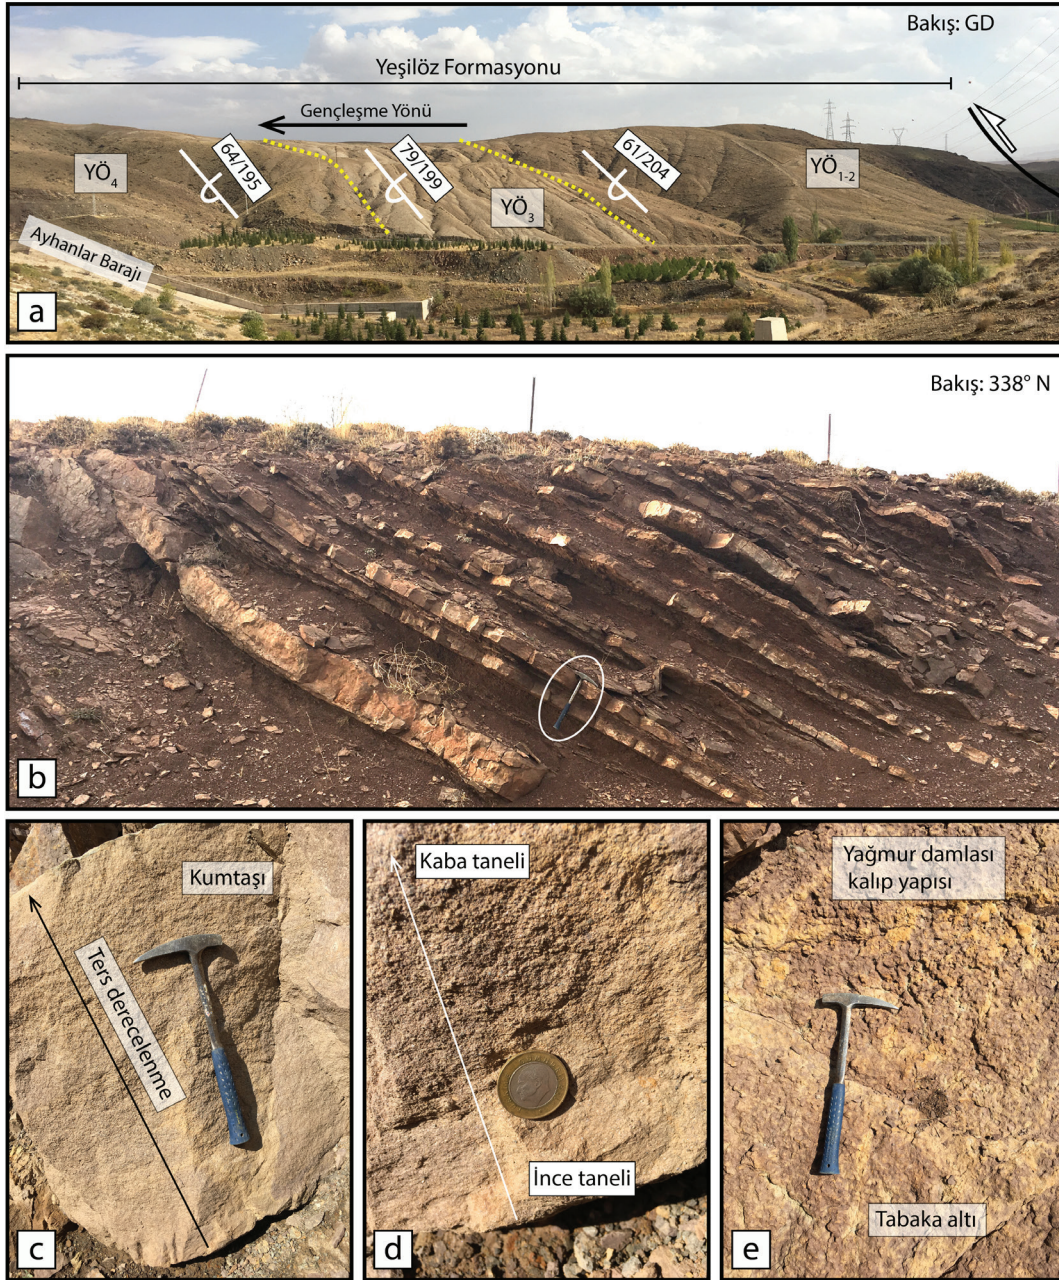 Bakış: GD
Yeşilöz Formasyonu
Gençleşme Yönü
64/195
79/199
61/204
YÖ4
YÖ3
YÖ1-2
Ayhanlar Barajı
a
Bakış: 338° N
b
Kumtaşı
Ters derecelenme
c
Kaba taneli
İnce taneli
d
Yağmur damlası
kalıp yapısı
Tabaka altı
e